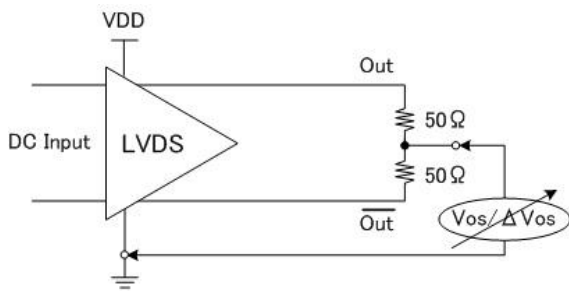 VDD
Out
50Ω
DC Input
LVDS
50Ω
Out
Vos/ΔVos